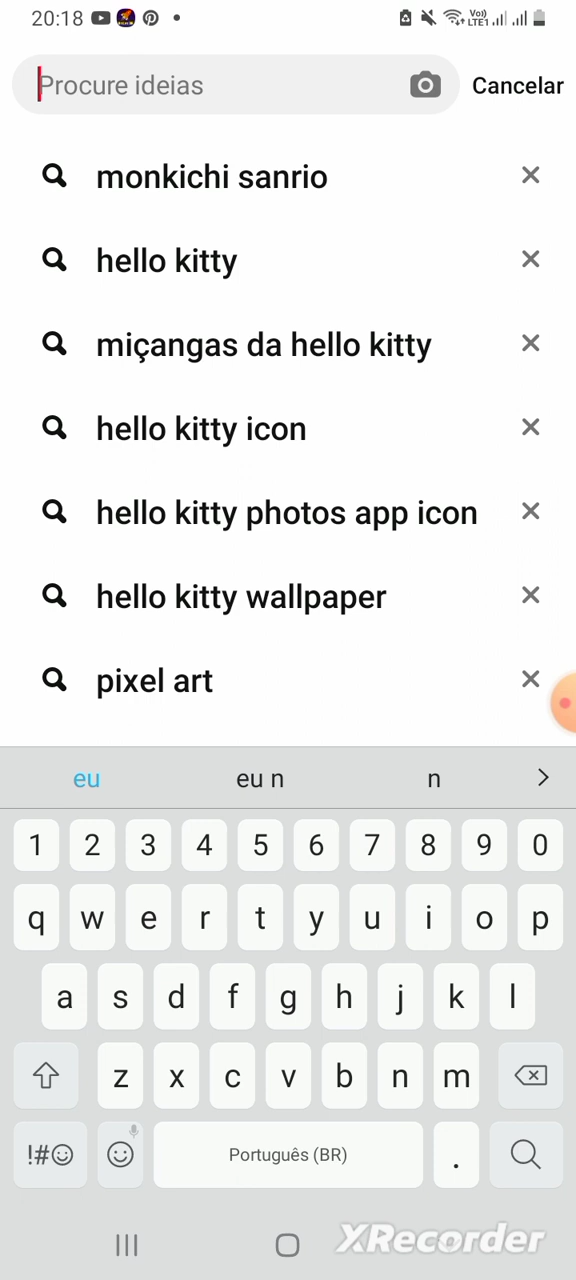 20:18
Vo)) LTE1
Procure ideias Cancelar
monkichi sanrio
hello kitty
miçangas da hello kitty
hello kitty icon
hello kitty photos app icon
hello kitty wallpaper
pixel art
eu eu n n
1 2 3 4 5 6 7 8 9 0
q w e r t y u i o p
a s d f g h j k l
z x c v b n m
!#☺ Português (BR) .
XRecorder